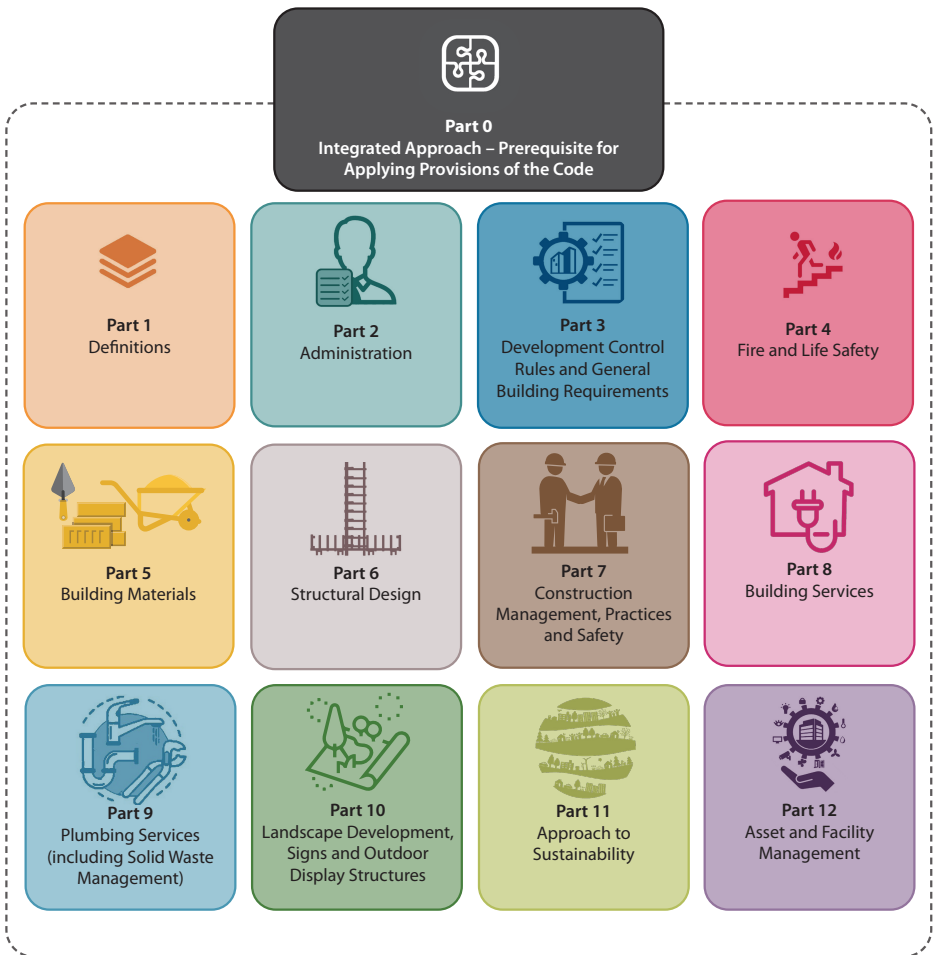 Part 0
Integrated Approach – Prerequisite for
Applying Provisions of the Code
Part 1
Definitions
Part 2
Administration
Part 3
Development Control
Rules and General
Building Requirements
Part 4
Fire and Life Safety
Part 5
Building Materials
Part 6
Structural Design
Part 7
Construction
Management, Practices
and Safety
Part 8
Building Services
Part 9
Plumbing Services
(including Solid Waste
Management)
Part 10
Landscape Development,
Signs and Outdoor
Display Structures
Part 11
Approach to
Sustainability
Part 12
Asset and Facility
Management